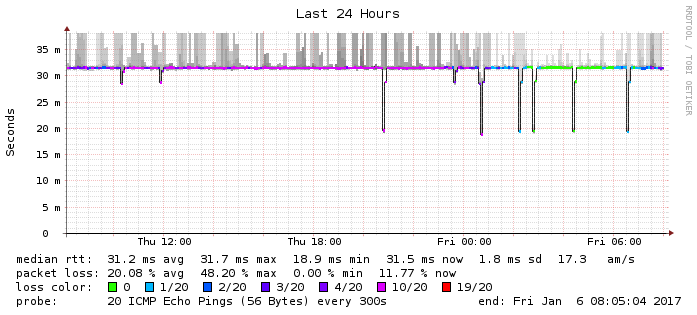 Last 24 Hours
RRDTOOL / TOBI OETIKER
Seconds
35 m
30 m
25 m
20 m
15 m
10 m
5 m
0
Thu 12:00 Thu 18:00 Fri 00:00 Fri 06:00
median rtt: 31.2 ms avg 31.7 ms max 18.9 ms min 31.5 ms now 1.8 ms sd 17.3 am/s
packet loss: 20.08 % avg 48.20 % max 0.00 % min 11.77 % now
loss color: 0 1/20 2/20 3/20 4/20 10/20 19/20
probe: 20 ICMP Echo Pings (56 Bytes) every 300s end: Fri Jan 6 08:05:04 2017